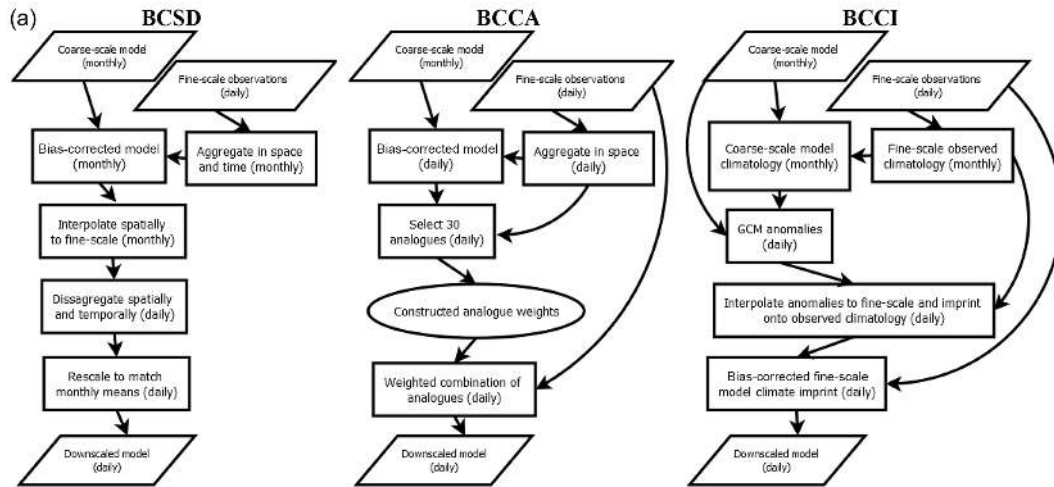 (a)
BCSD
Coarse-scale model
(monthly)
Fine-scale observations
(daily)
Bias-corrected model
(monthly)
Aggregate in space
and time (monthly)
Interpolate spatially
to fine-scale (monthly)
Dissagregate spatially
and temporally (daily)
Rescale to match
monthly means (daily)
Downscaled model
(daily)
BCCA
Coarse-scale model
(monthly)
Fine-scale observations
(daily)
Bias-corrected model
(daily)
Aggregate in space
(daily)
Select 30
analogues (daily)
Constructed analogue weights
Weighted combination of
analogues (daily)
Downscaled model
(daily)
BCCI
Coarse-scale model
(monthly)
Fine-scale observations
(daily)
Coarse-scale model
climatology (monthly)
Fine-scale observed
climatology (monthly)
GCM anomalies
(daily)
Interpolate anomalies to fine-scale and imprint
onto observed climatology (daily)
Bias-corrected fine-scale
model climate imprint (daily)
Downscaled model
(daily)